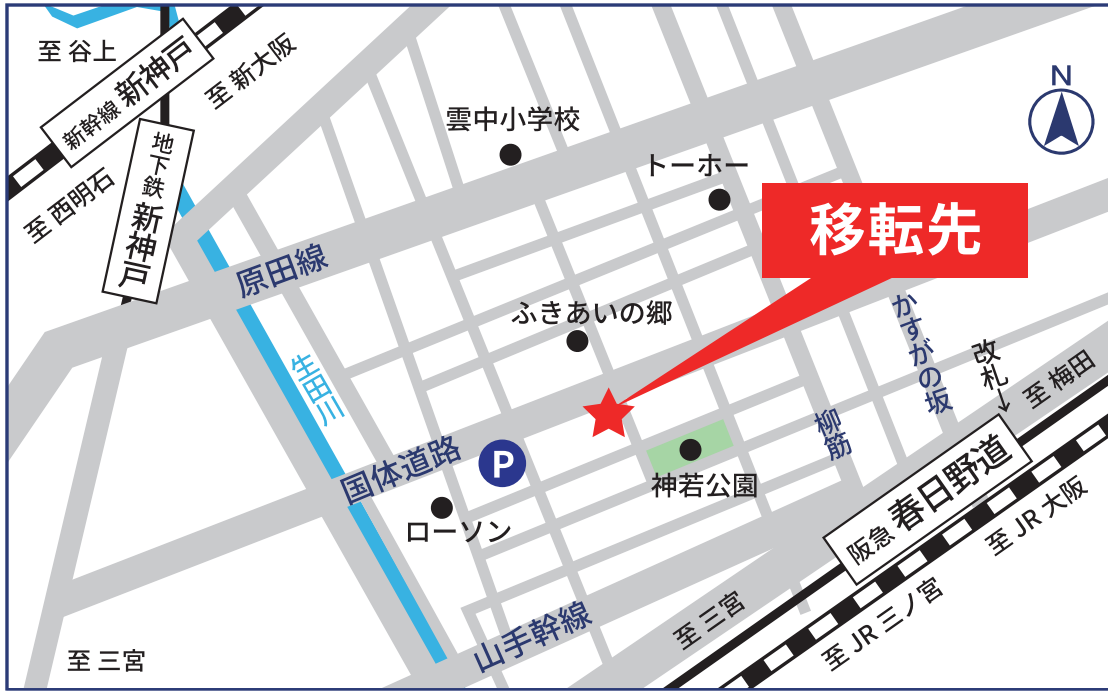 至 谷上
新幹線 新神戸
至 新大阪
地下鉄 新神戸
至 西明石
雲中小学校
トーホー
N
移転先
原田線
ふきあいの郷
かすがの坂
改札
↓
至 梅田
生田川
柳筋
国体道路
P
神若公園
ローソン
阪急 春日野道
至 JR 大阪
山手幹線
至 三宮
至 JR 三ノ宮
至 三宮